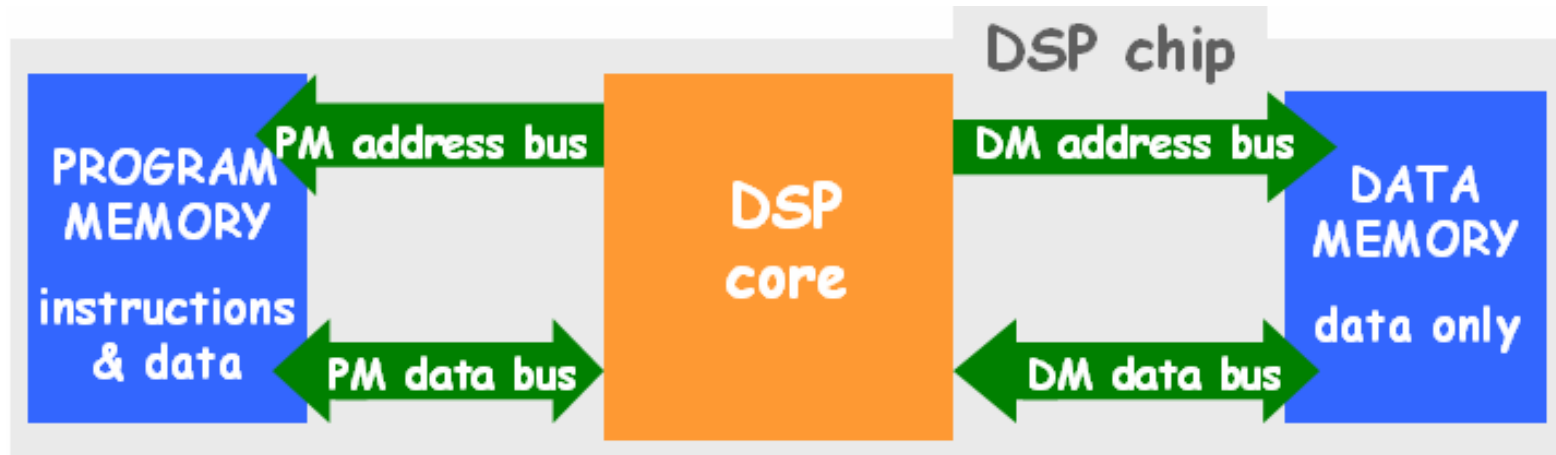 DSP chip
PROGRAM
MEMORY
instructions
& data
PM address bus
PM data bus
DSP
core
DM address bus
DM data bus
DATA
MEMORY
data only